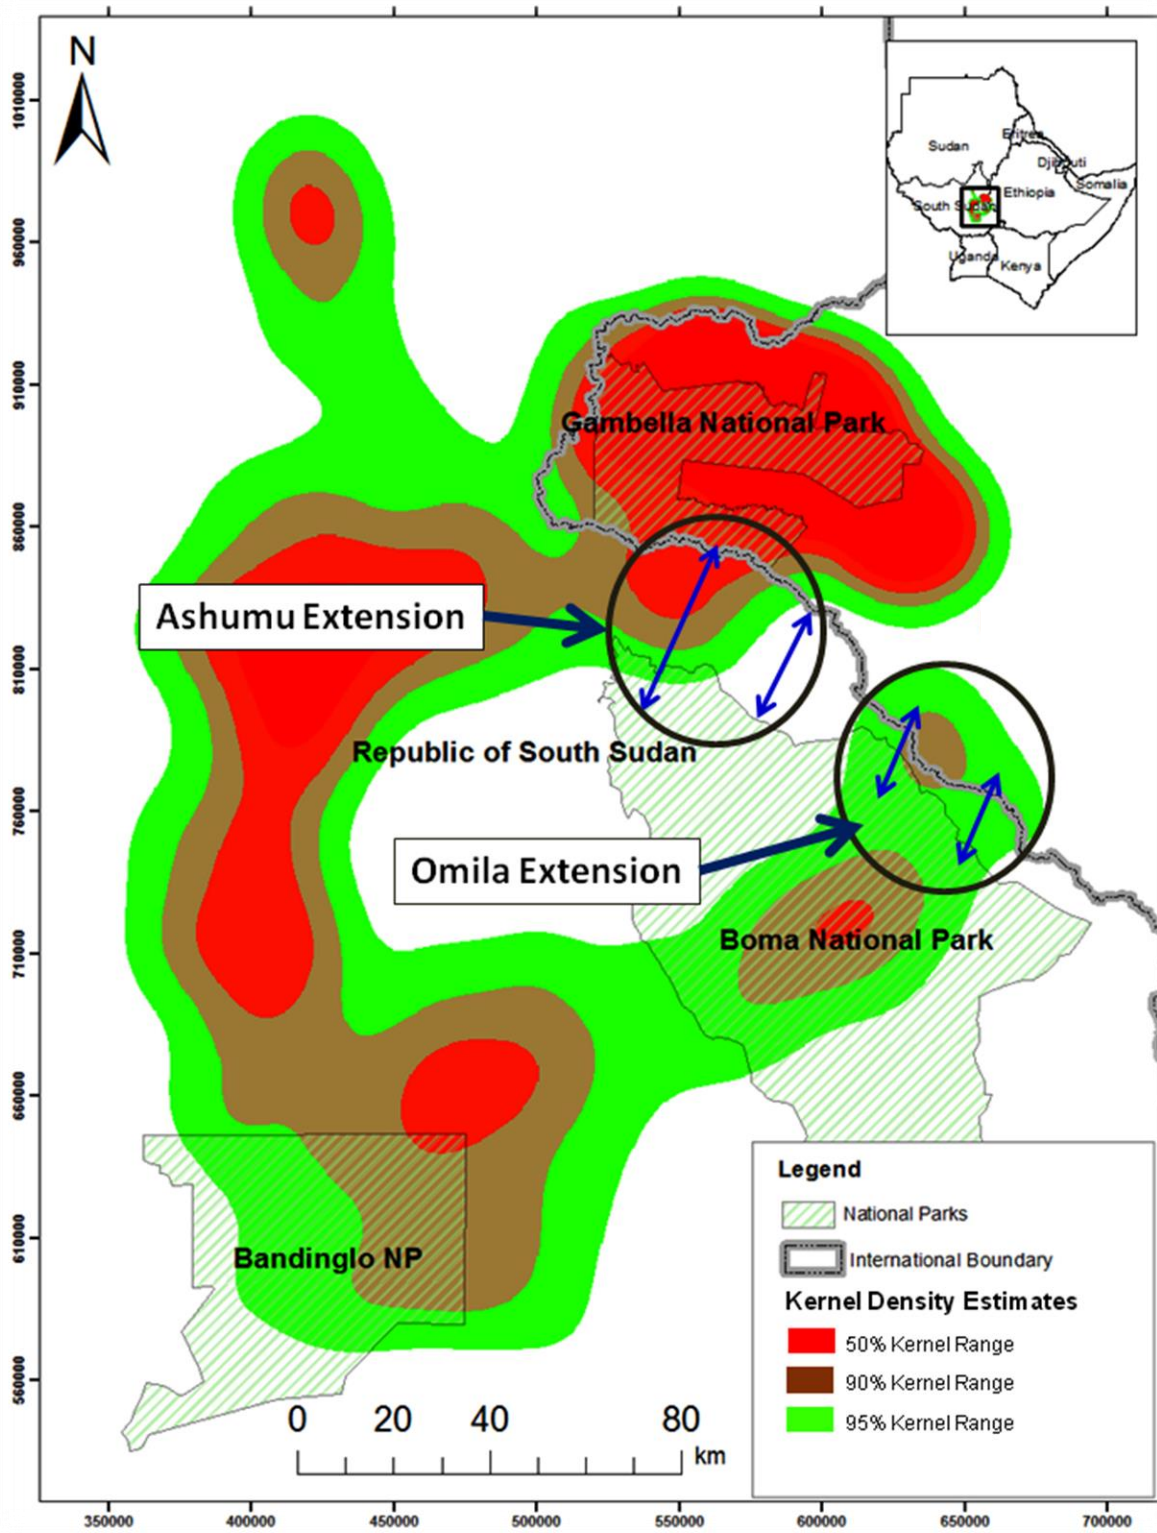 N
Sudan
Eritrea
Djibouti
Somalia
Ethiopia
South Sudan
Uganda
Kenya
Gambella National Park
Ashumu Extension
Republic of South Sudan
Omila Extension
Boma National Park
Bandinglo NP
Legend
National Parks
International Boundary
Kernel Density Estimates
50% Kernel Range
90% Kernel Range
95% Kernel Range
0 20 40 80
km
1010000
960000
910000
860000
810000
760000
710000
660000
610000
560000
350000 400000 450000 500000 550000 600000 650000 700000